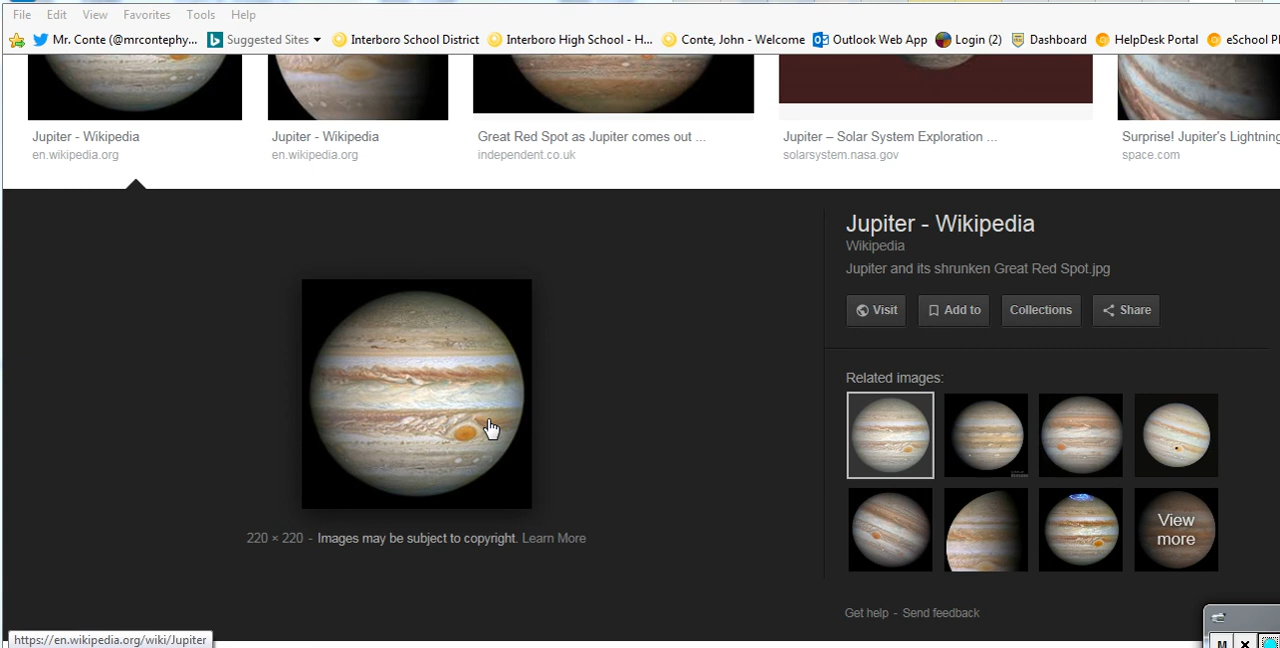 File Edit View Favorites Tools Help
Mr. Conte (@mrcontephy... Suggested Sites Interboro School District Interboro High School - H... Conte, John - Welcome Outlook Web App Login (2) Dashboard HelpDesk Portal eSchool Pl
Jupiter - Wikipedia
en.wikipedia.org
Jupiter - Wikipedia
en.wikipedia.org
Great Red Spot as Jupiter comes out ...
independent.co.uk
Jupiter – Solar System Exploration ...
solarsystem.nasa.gov
Surprise! Jupiter's Lightning
space.com
Jupiter - Wikipedia
Wikipedia
Jupiter and its shrunken Great Red Spot.jpg
Visit Add to Collections Share
Related images:
View
more
220 × 220 - Images may be subject to copyright. Learn More
Get help - Send feedback
https://en.wikipedia.org/wiki/Jupiter
M